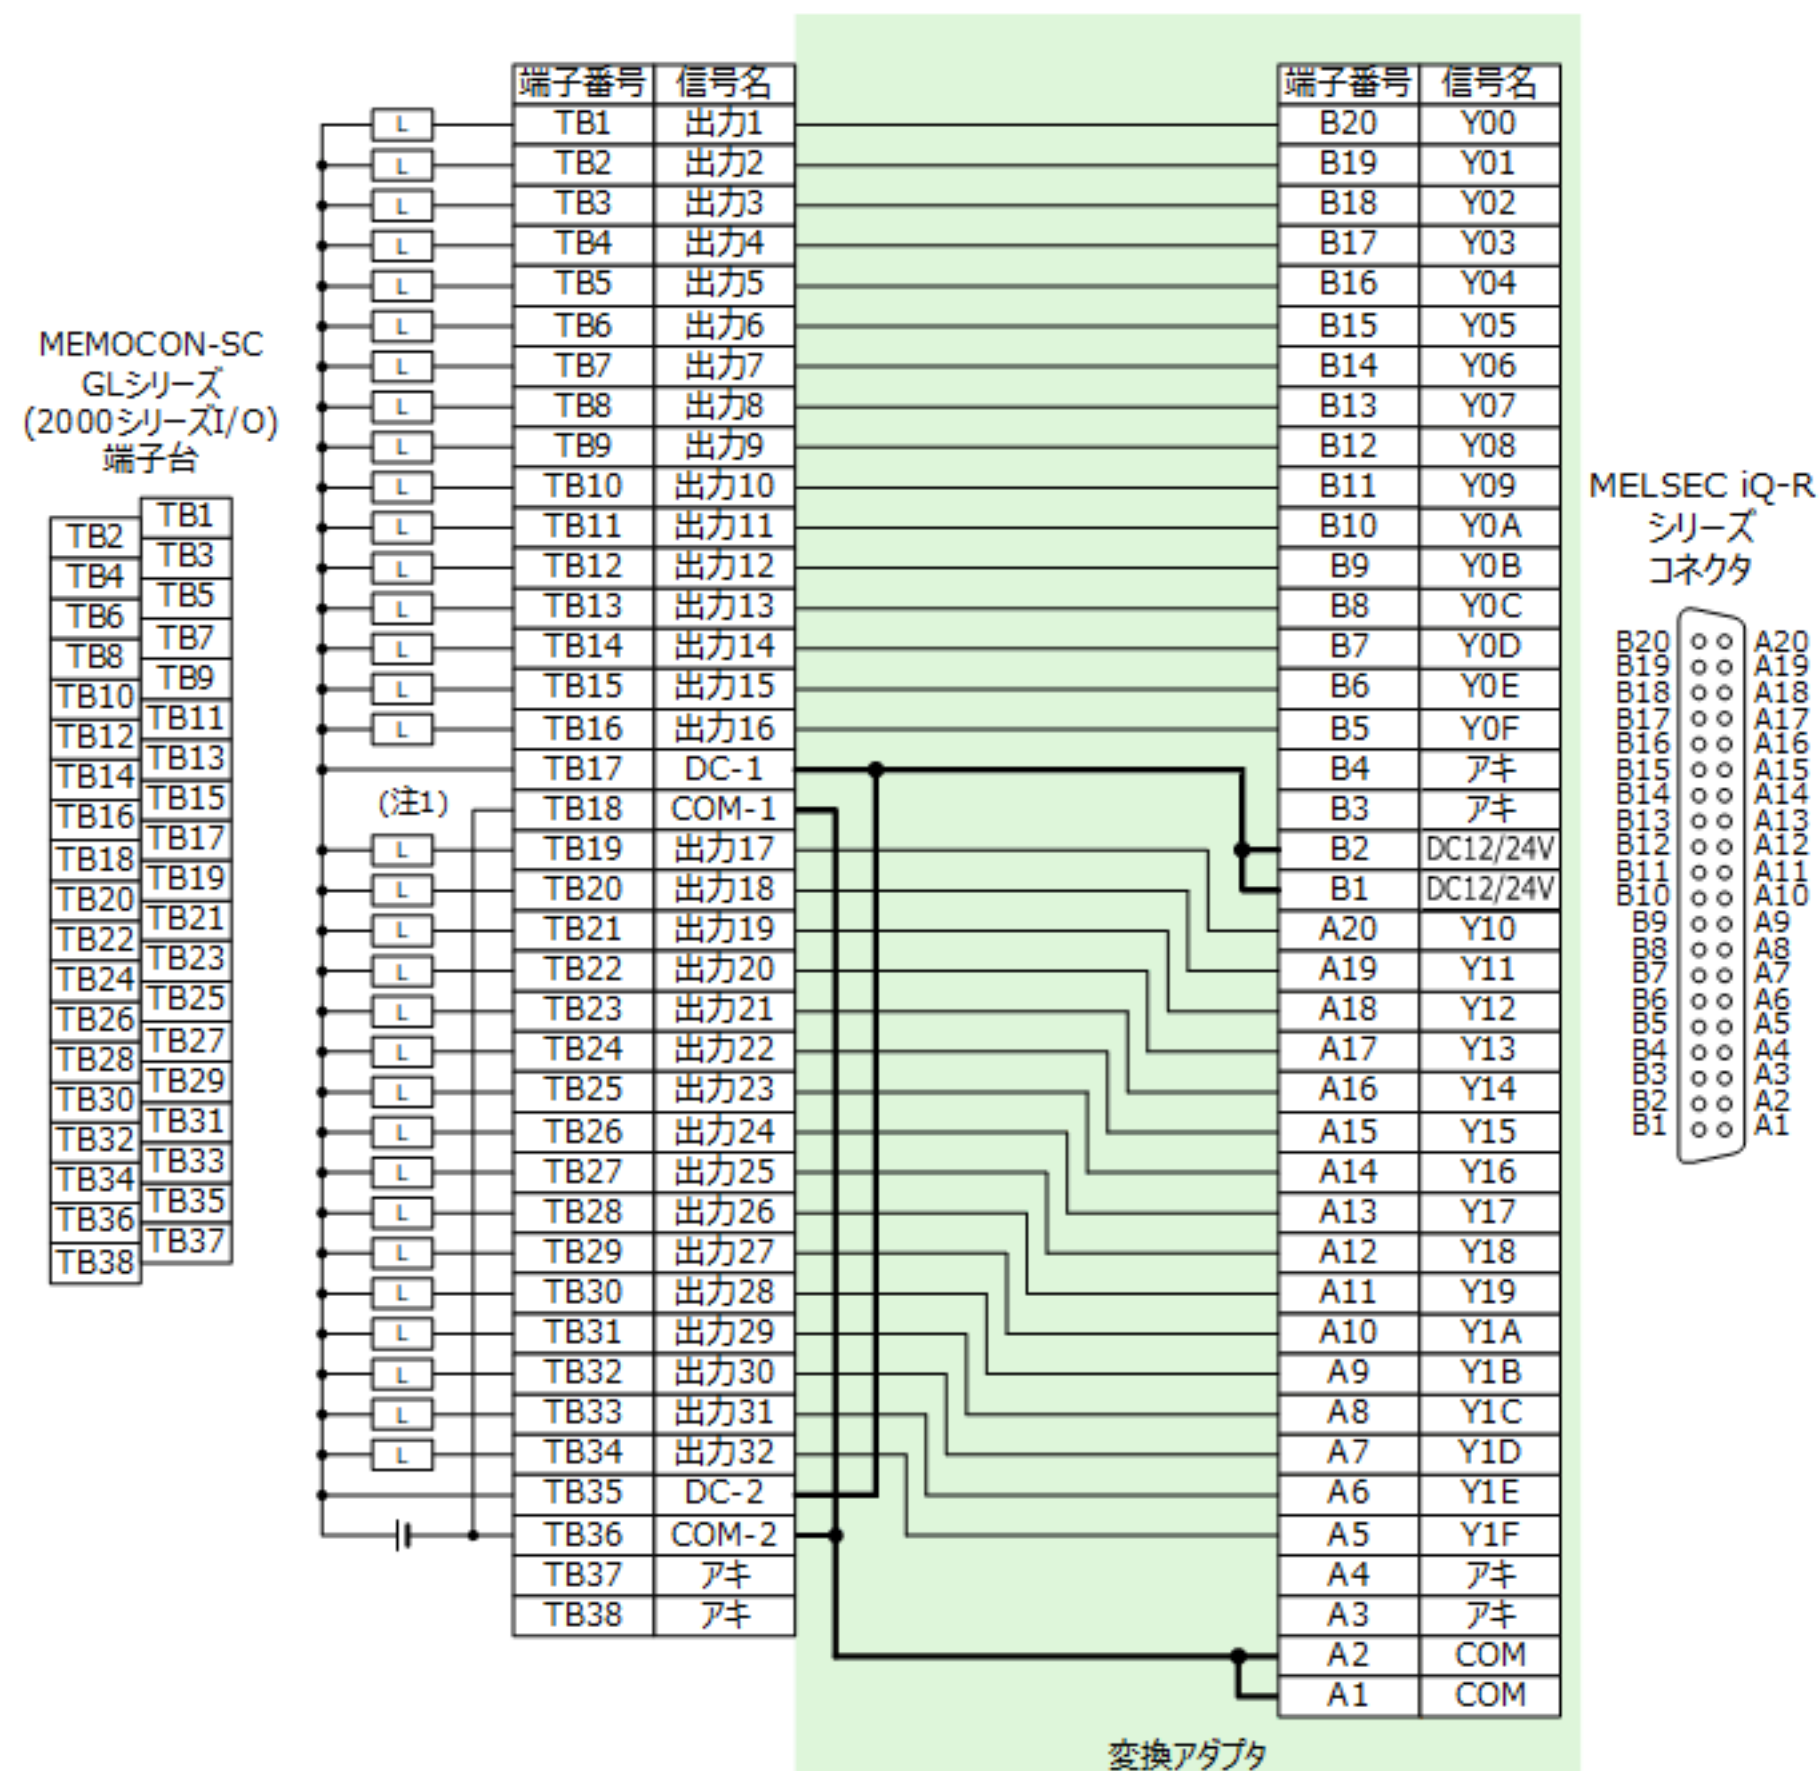 MEMOCON-SC
GLシリーズ
(2000シリーズI/O)
端子台
TB1
TB2
TB3
TB4
TB5
TB6
TB7
TB8
TB9
TB10
TB11
TB12
TB13
TB14
TB15
TB16
TB17
TB18
TB19
TB20
TB21
TB22
TB23
TB24
TB25
TB26
TB27
TB28
TB29
TB30
TB31
TB32
TB33
TB34
TB35
TB36
TB37
TB38
端子番号 信号名 端子番号 信号名
L TB1 出力1 B20 Y00
L TB2 出力2 B19 Y01
L TB3 出力3 B18 Y02
L TB4 出力4 B17 Y03
L TB5 出力5 B16 Y04
L TB6 出力6 B15 Y05
L TB7 出力7 B14 Y06
L TB8 出力8 B13 Y07
L TB9 出力9 B12 Y08
L TB10 出力10 B11 Y09
L TB11 出力11 B10 Y0A
L TB12 出力12 B9 Y0B
L TB13 出力13 B8 Y0C
L TB14 出力14 B7 Y0D
L TB15 出力15 B6 Y0E
L TB16 出力16 B5 Y0F
TB17 DC-1 B4 アキ
(注1) TB18 COM-1 B3 アキ
L TB19 出力17 B2 DC12/24V
L TB20 出力18 B1 DC12/24V
L TB21 出力19 A20 Y10
L TB22 出力20 A19 Y11
L TB23 出力21 A18 Y12
L TB24 出力22 A17 Y13
L TB25 出力23 A16 Y14
L TB26 出力24 A15 Y15
L TB27 出力25 A14 Y16
L TB28 出力26 A13 Y17
L TB29 出力27 A12 Y18
L TB30 出力28 A11 Y19
L TB31 出力29 A10 Y1A
L TB32 出力30 A9 Y1B
L TB33 出力31 A8 Y1C
L TB34 出力32 A7 Y1D
TB35 DC-2 A6 Y1E
TB36 COM-2 A5 Y1F
TB37 アキ A4 アキ
TB38 アキ A3 アキ
A2 COM
A1 COM
変換アダプタ
MELSEC iQ-R
シリーズ
コネクタ
B20 A20
B19 A19
B18 A18
B17 A17
B16 A16
B15 A15
B14 A14
B13 A13
B12 A12
B11 A11
B10 A10
B9 A9
B8 A8
B7 A7
B6 A6
B5 A5
B4 A4
B3 A3
B2 A2
B1 A1